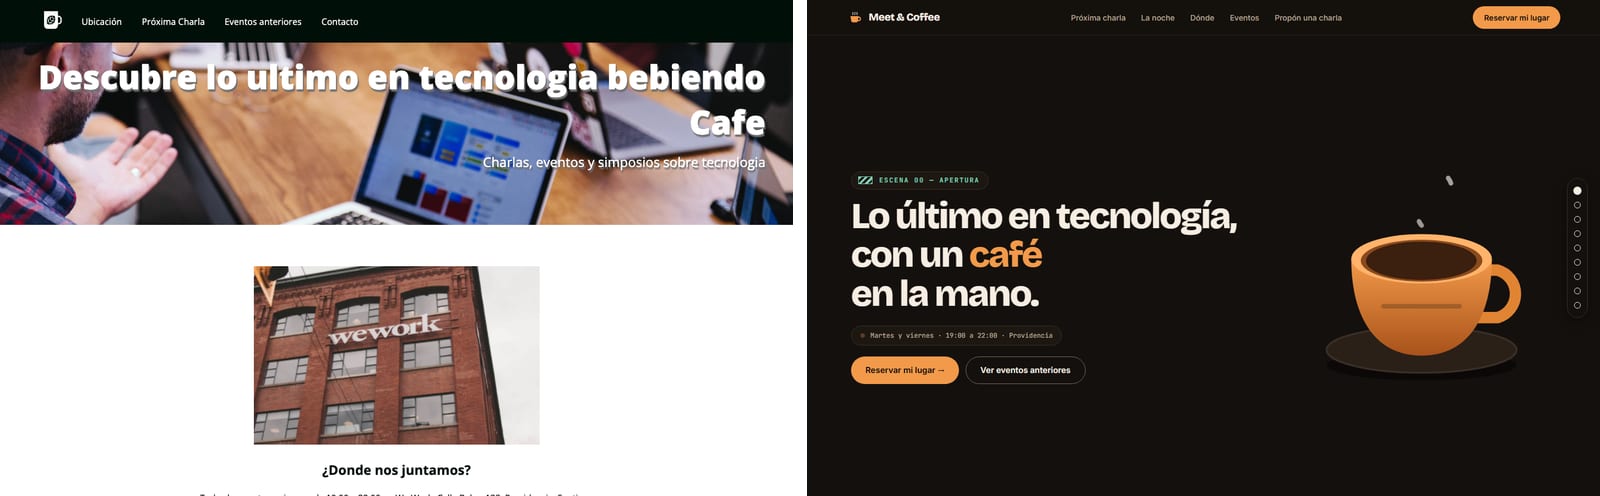 Ubicación
Próxima Charla
Eventos anteriores
Contacto
Descubre lo ultimo en tecnologia bebiendo
Cafe
Charlas, eventos y simposios sobre tecnologia
wework
¿Donde nos juntamos?
Meet & Coffee
Próxima charla
La noche
Dónde
Eventos
Propón una charla
Reservar mi lugar
ESCENA 00 — APERTURA
Lo último en tecnología,
con un café
en la mano.
Martes y viernes · 19:00 a 22:00 · Providencia
Reservar mi lugar →
Ver eventos anteriores